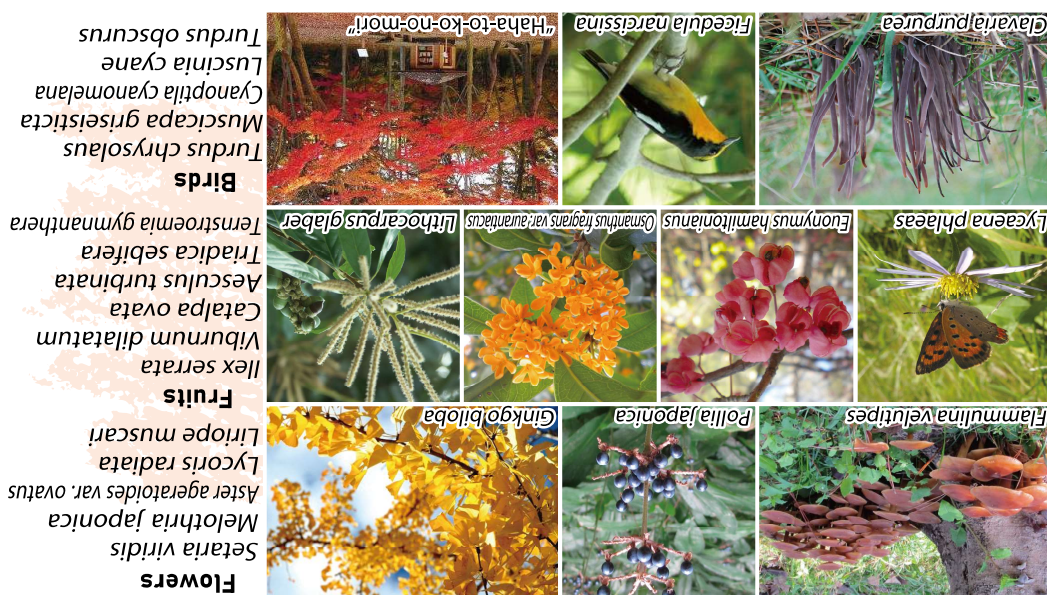 Flowers
Setaria viridis
Melothria japonica
Aster ageratoides var. ovatus
Lycoris radiata
Liriope muscari
Fruits
Ilex serrata
Viburnum dilatatum
Catalpa ovata
Aesculus turbinata
Triadica sebifera
Ternstroemia gymnanthera
Birds
Turdus chrysolaus
Muscicapa griseisticta
Cyanoptila cyanomelana
Luscinia cyane
Turdus obscurus
Flammulina velutipes
Pollia japonica
Ginkgo biloba
Lycaena phlaeas
Euonymus hamiltonianus
Osmanthus fragrans var. aurantiacus
Lithocarpus glaber
Clavaria purpurea
Ficedula narcissina
"Haha-to-ko-no-mori"